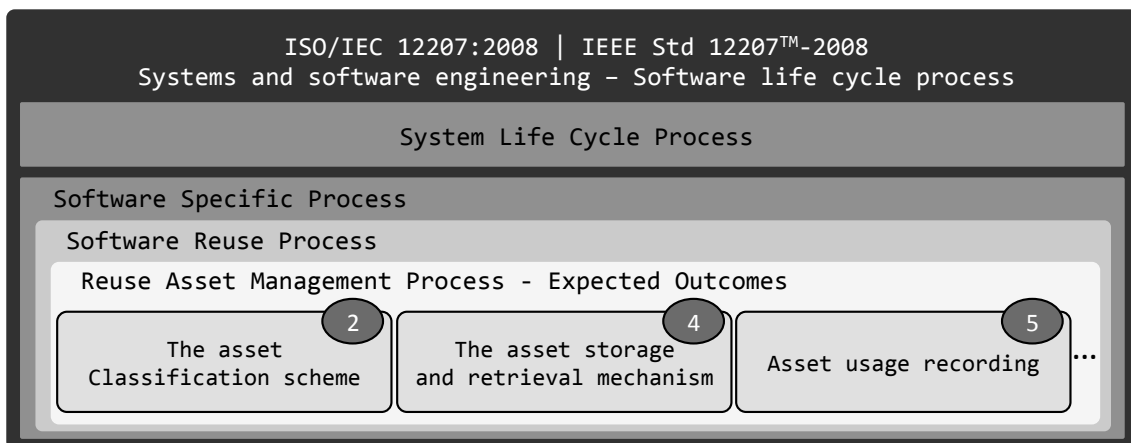 ISO/IEC 12207:2008 | IEEE Std 12207™-2008
Systems and software engineering – Software life cycle process
System Life Cycle Process
Software Specific Process
Software Reuse Process
Reuse Asset Management Process - Expected Outcomes
2
The asset
Classification scheme
4
The asset storage
and retrieval mechanism
5
Asset usage recording
...